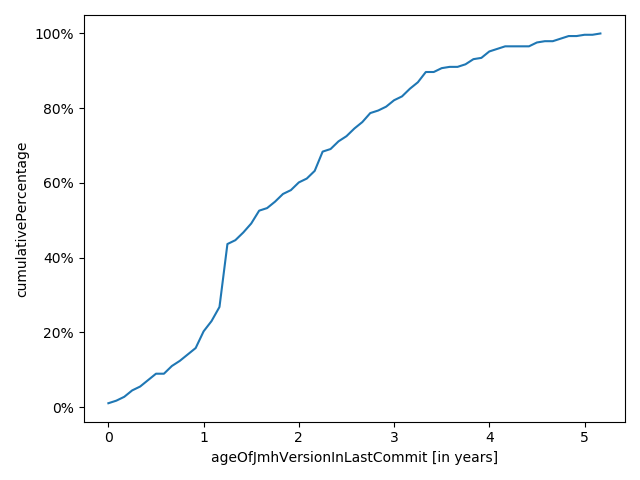 100%
80%
60%
40%
20%
0%
cumulativePercentage
0 1 2 3 4 5
ageOfJmhVersionInLastCommit [in years]